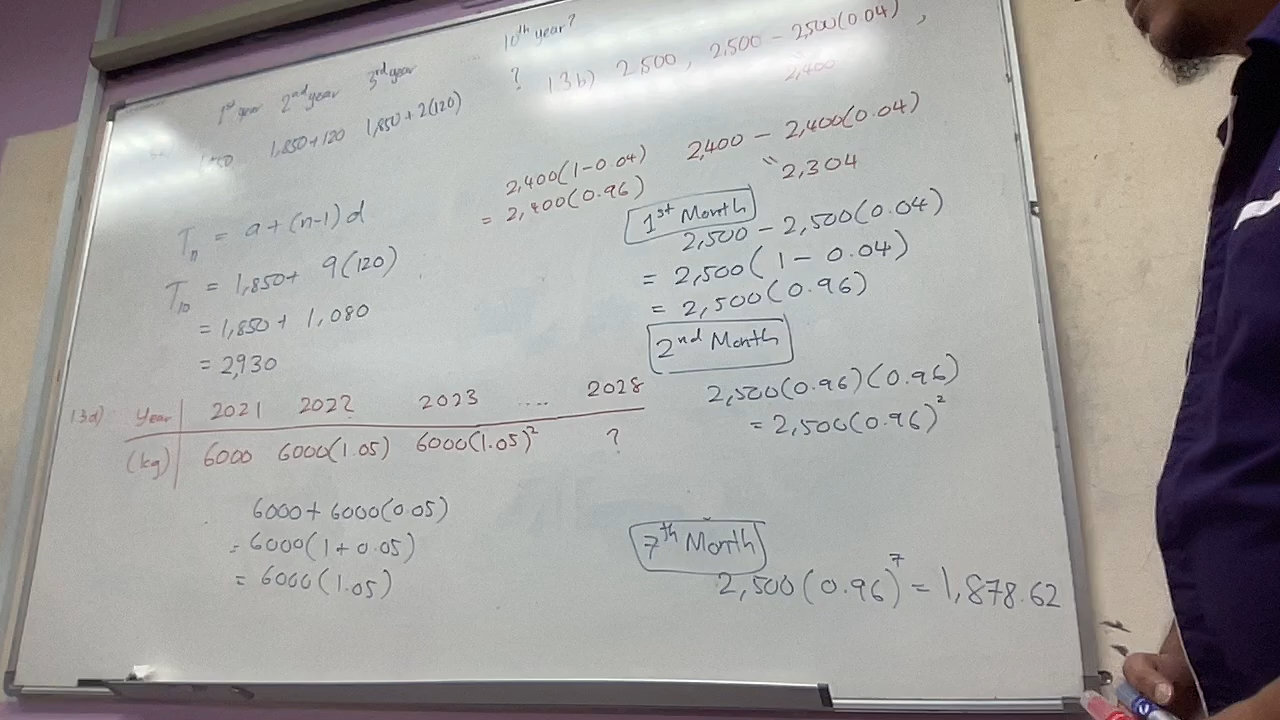 10th year?
1st year 2nd year 3rd year
1,850+120 1,850+2(120) ?
Tn = a+(n-1)d
T10 = 1,850+ 9(120)
= 1,850+ 1,080
= 2,930
13b) 2,500, 2,500 - 2,500(0.04),
2,400
2,400(1-0.04) 2,400 - 2,400(0.04)
= 2,400(0.96) " 2,304
1st Month
2,500 - 2,500(0.04)
= 2,500(1 - 0.04)
= 2,500(0.96)
2nd Month
2,500(0.96)(0.96)
= 2,500(0.96)²
7th Month
2,500(0.96)⁷ = 1,878.62
13d) Year 2021 2022 2023 .... 2028
(kg) 6000 6000(1.05) 6000(1.05)² ?
6000+6000(0.05)
= 6000(1+0.05)
= 6000(1.05)